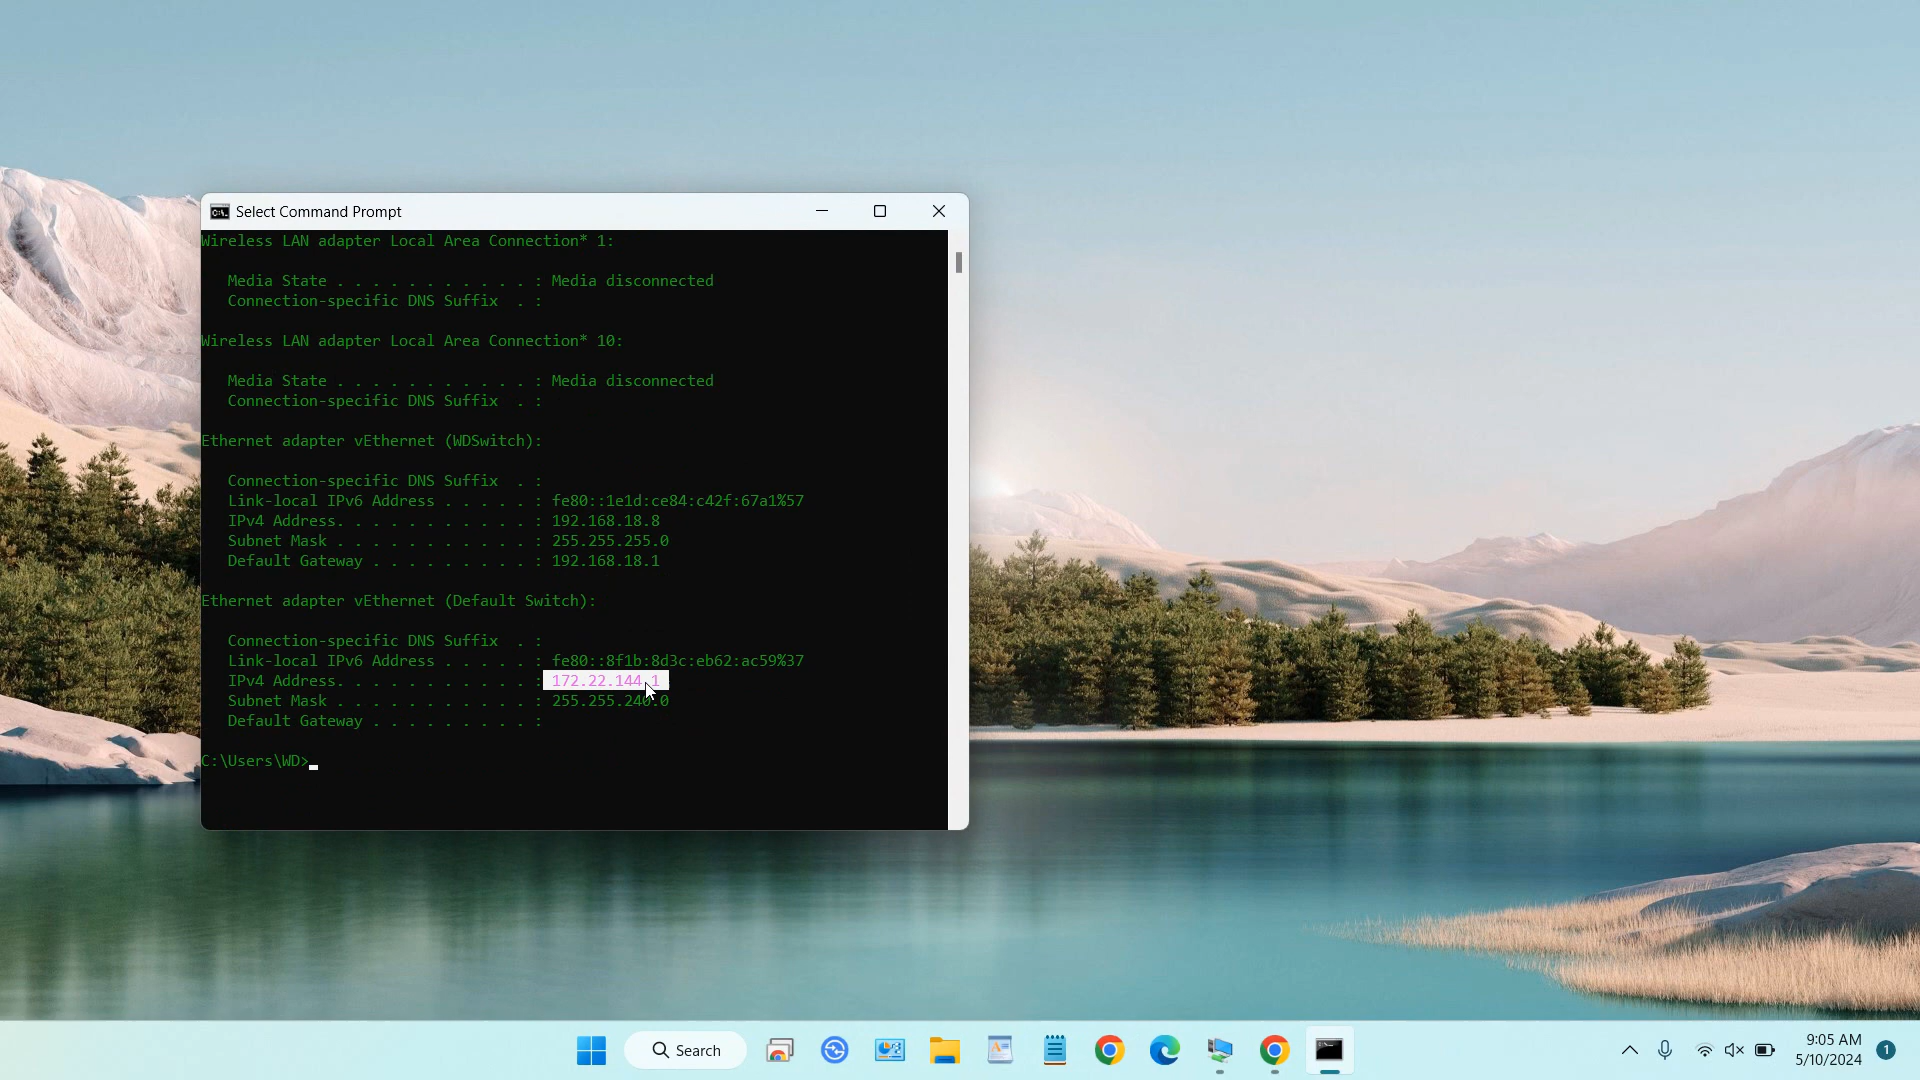 Select Command Prompt
Wireless LAN adapter Local Area Connection* 1:
Media State . . . . . . . . . . . : Media disconnected
Connection-specific DNS Suffix  . :
Wireless LAN adapter Local Area Connection* 10:
Media State . . . . . . . . . . . : Media disconnected
Connection-specific DNS Suffix  . :
Ethernet adapter vEthernet (WDSwitch):
Connection-specific DNS Suffix  . :
Link-local IPv6 Address . . . . . : fe80::1e1d:ce84:c42f:67a1%57
IPv4 Address. . . . . . . . . . . : 192.168.18.8
Subnet Mask . . . . . . . . . . . : 255.255.255.0
Default Gateway . . . . . . . . . : 192.168.18.1
Ethernet adapter vEthernet (Default Switch):
Connection-specific DNS Suffix  . :
Link-local IPv6 Address . . . . . : fe80::8f1b:8d3c:eb62:ac59%37
IPv4 Address. . . . . . . . . . . : 172.22.144.1
Subnet Mask . . . . . . . . . . . : 255.255.240.0
Default Gateway . . . . . . . . . :
C:\Users\WD>
Search
9:05 AM
5/10/2024
1